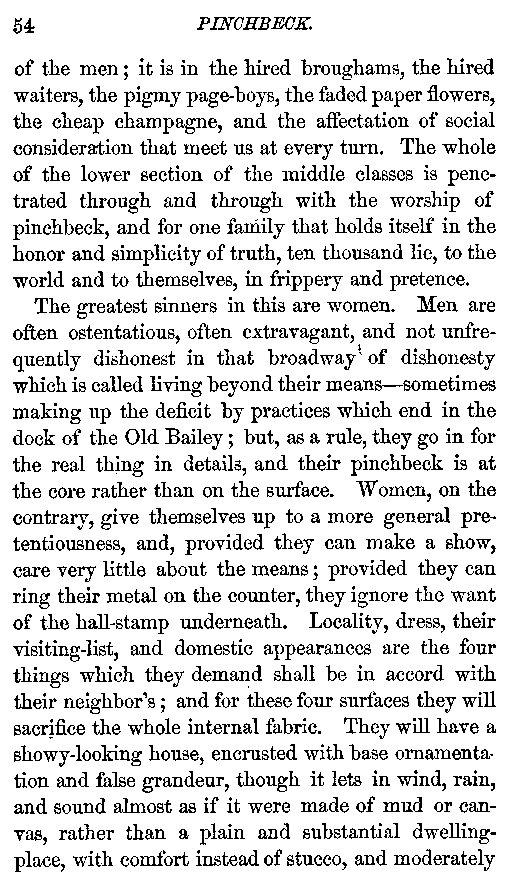 54 PINCHBECK.
of the men; it is in the hired broughams, the hired
waiters, the pigmy page-boys, the faded paper flowers,
the cheap champagne, and the affectation of social
consideration that meet us at every turn. The whole
of the lower section of the middle classes is pene-
trated through and through with the worship of
pinchbeck, and for one family that holds itself in the
honor and simplicity of truth, ten thousand lie, to the
world and to themselves, in frippery and pretence.
The greatest sinners in this are women. Men are
often ostentatious, often extravagant, and not unfre-
quently dishonest in that broadway of dishonesty
which is called living beyond their means—sometimes
making up the deficit by practices which end in the
dock of the Old Bailey; but, as a rule, they go in for
the real thing in details, and their pinchbeck is at
the core rather than on the surface. Women, on the
contrary, give themselves up to a more general pre-
tentiousness, and, provided they can make a show,
care very little about the means; provided they can
ring their metal on the counter, they ignore the want
of the hall-stamp underneath. Locality, dress, their
visiting-list, and domestic appearances are the four
things which they demand shall be in accord with
their neighbor's; and for these four surfaces they will
sacrifice the whole internal fabric. They will have a
showy-looking house, encrusted with base ornamenta-
tion and false grandeur, though it lets in wind, rain,
and sound almost as if it were made of mud or can-
vas, rather than a plain and substantial dwelling-
place, with comfort instead of stucco, and moderately